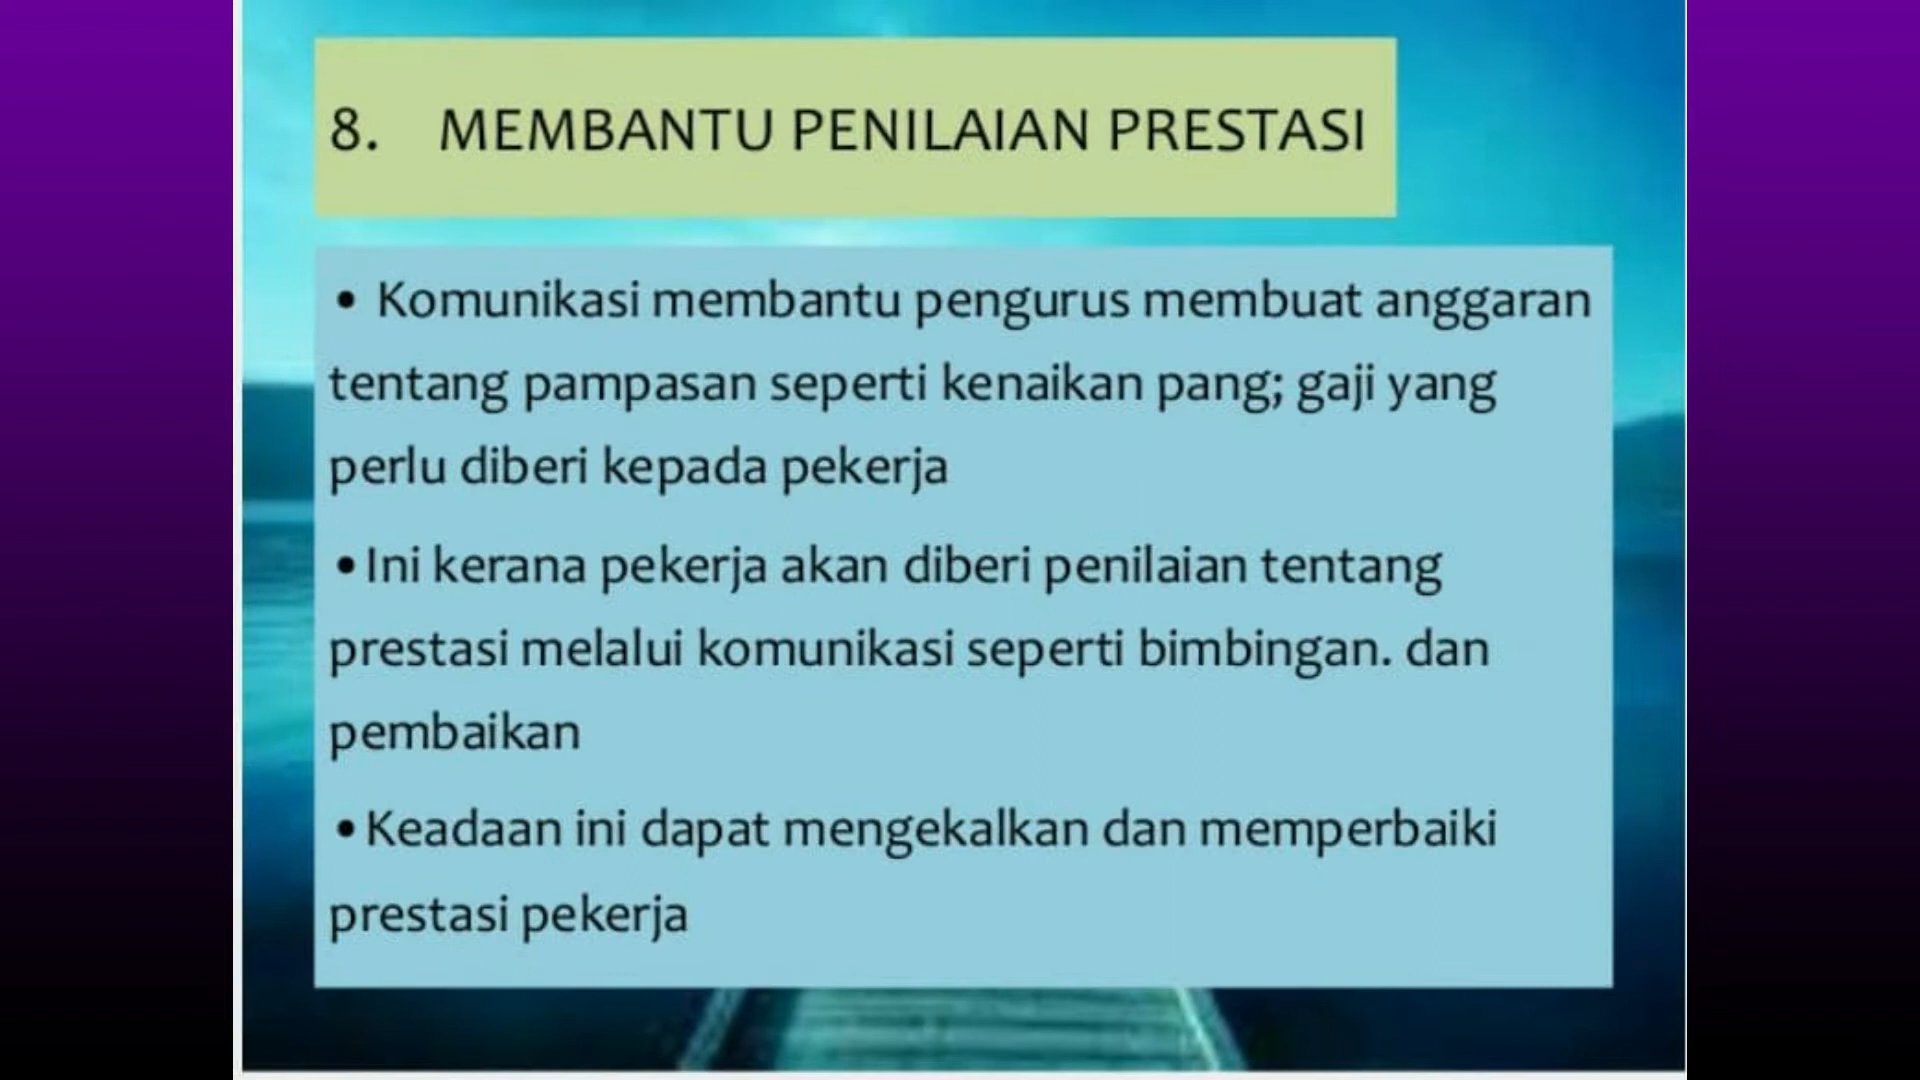 8. MEMBANTU PENILAIAN PRESTASI
• Komunikasi membantu pengurus membuat anggaran
tentang pampasan seperti kenaikan pang; gaji yang
perlu diberi kepada pekerja
•Ini kerana pekerja akan diberi penilaian tentang
prestasi melalui komunikasi seperti bimbingan. dan
pembaikan
•Keadaan ini dapat mengekalkan dan memperbaiki
prestasi pekerja